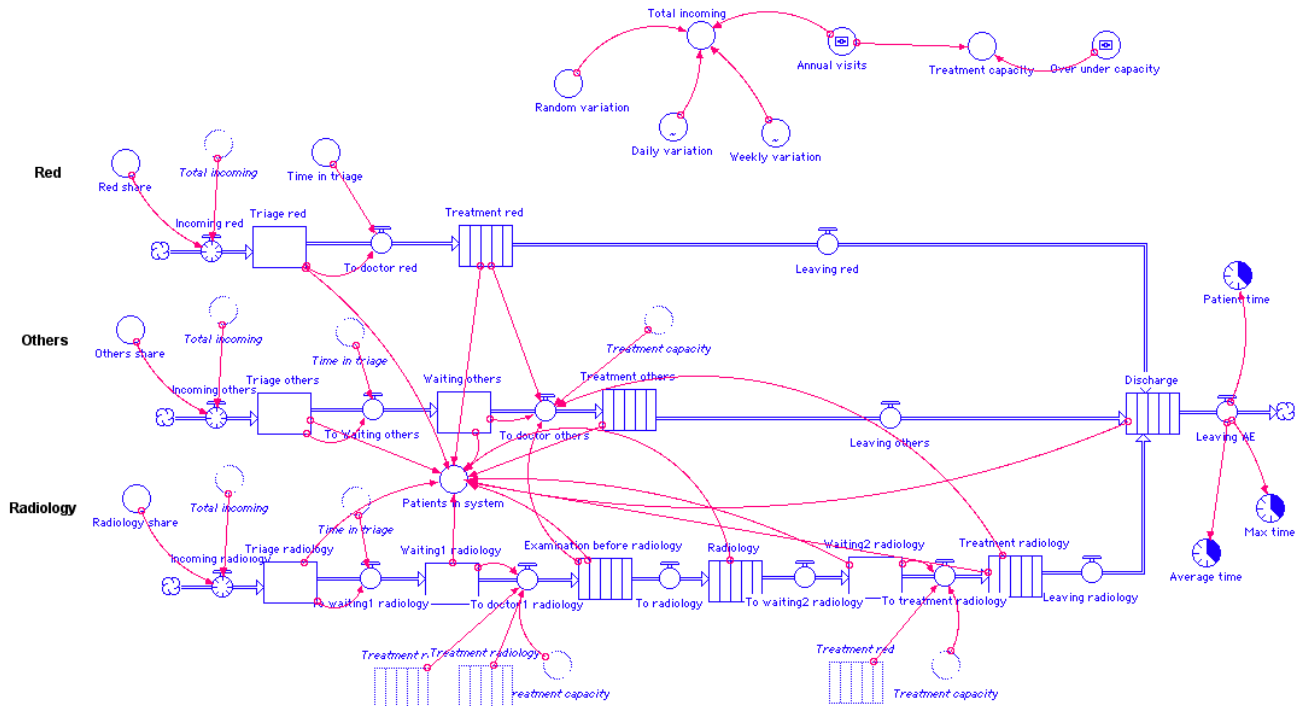 Total incoming
Annual visits
Treatment capacity
Over under capacity
Random variation
Daily variation
Weekly variation
Red
Red share
Total incoming
Time in triage
Incoming red
Triage red
Treatment red
To doctor red
Leaving red
Patient time
Others
Others share
Total incoming
Time in triage
Treatment capacity
Incoming others
Triage others
Waiting others
Treatment others
Discharge
To Waiting others
To doctor others
Leaving others
Leaving AE
Radiology
Radiology share
Total incoming
Time in triage
Patients in system
Max time
Average time
Incoming radiology
Triage radiology
Waiting1 radiology
Examination before radiology
Radiology
Waiting2 radiology
Treatment radiology
To waiting1 radiology
To doctor1 radiology
To radiology
To waiting2 radiology
To treatment radiology
Leaving radiology
Treatment r
Treatment radiology
Treatment red
reatment capacity
Treatment capacity